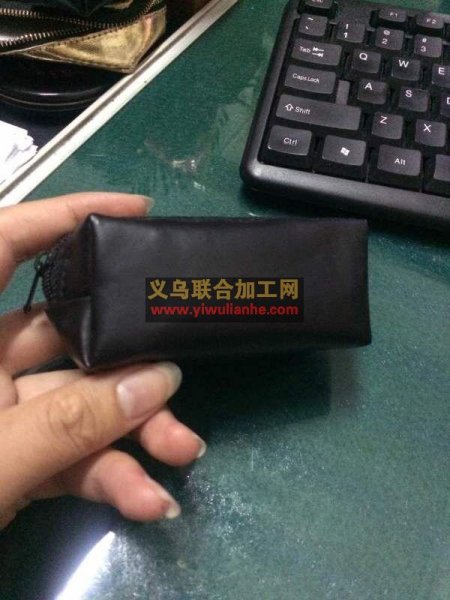 F1
F2
~
!
1
@
2
#
3
Tab
Q
W
E
Caps Lock
A
S
D
Shift
Z
X
Ctrl
Alt
义乌联合加工网
www.yiwulianhe.com